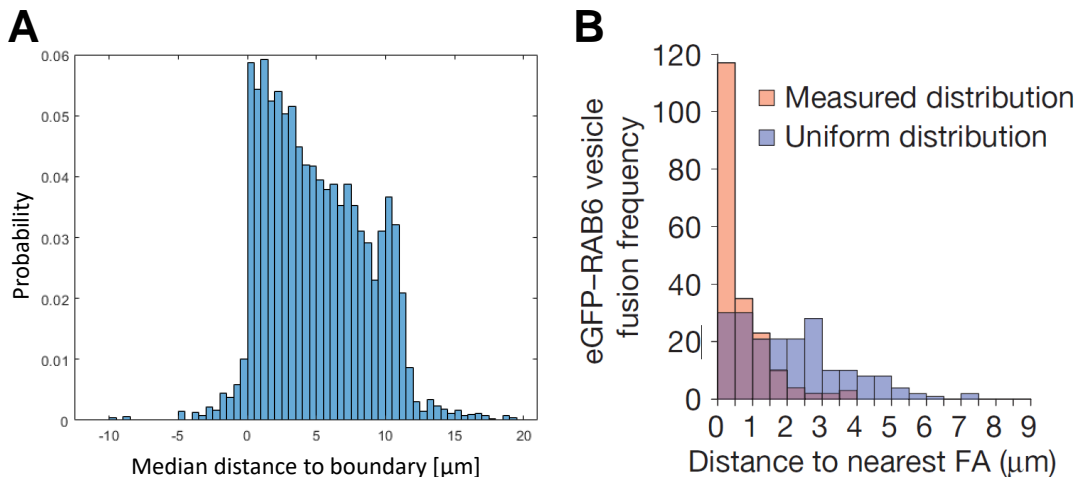 A
Probability
0.06
0.05
0.04
0.03
0.02
0.01
0
-10 -5 0 5 10 15 20
Median distance to boundary [µm]
B
eGFP–RAB6 vesicle
fusion frequency
120
100
80
60
40
20
0
Measured distribution
Uniform distribution
0 1 2 3 4 5 6 7 8 9
Distance to nearest FA (µm)